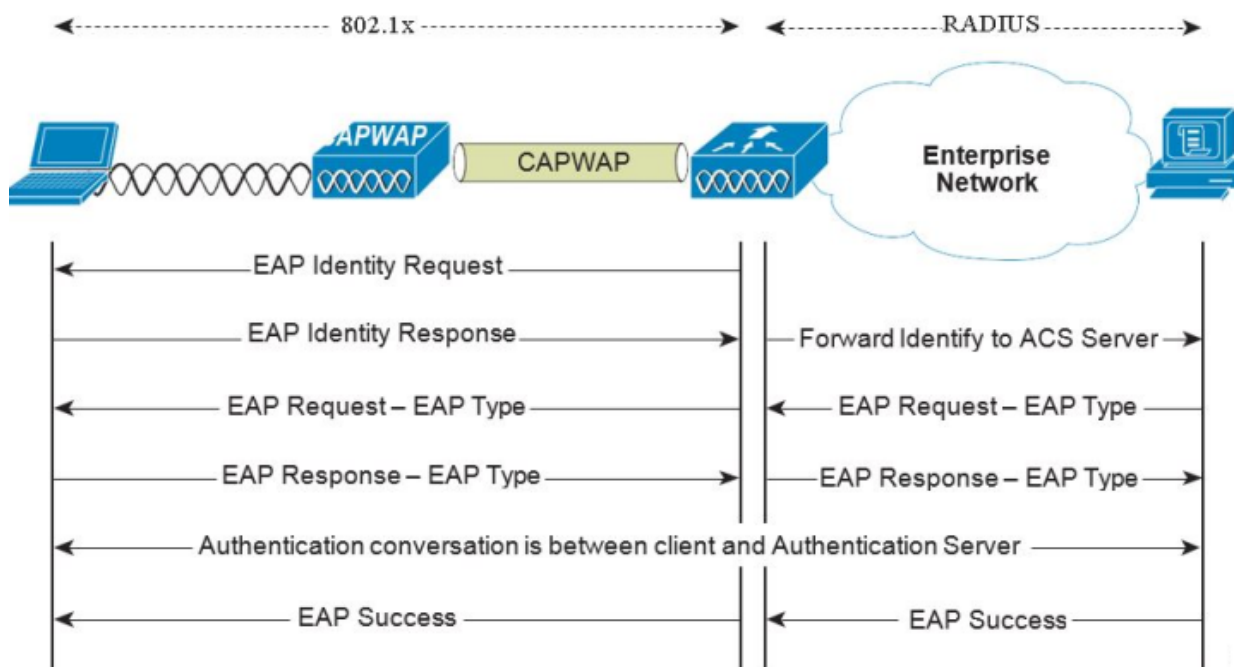 802.1x
RADIUS
CAPWAP
CAPWAP
Enterprise
Network
EAP Identity Request
EAP Identity Response
Forward Identify to ACS Server
EAP Request – EAP Type
EAP Request – EAP Type
EAP Response – EAP Type
EAP Response – EAP Type
Authentication conversation is between client and Authentication Server
EAP Success
EAP Success